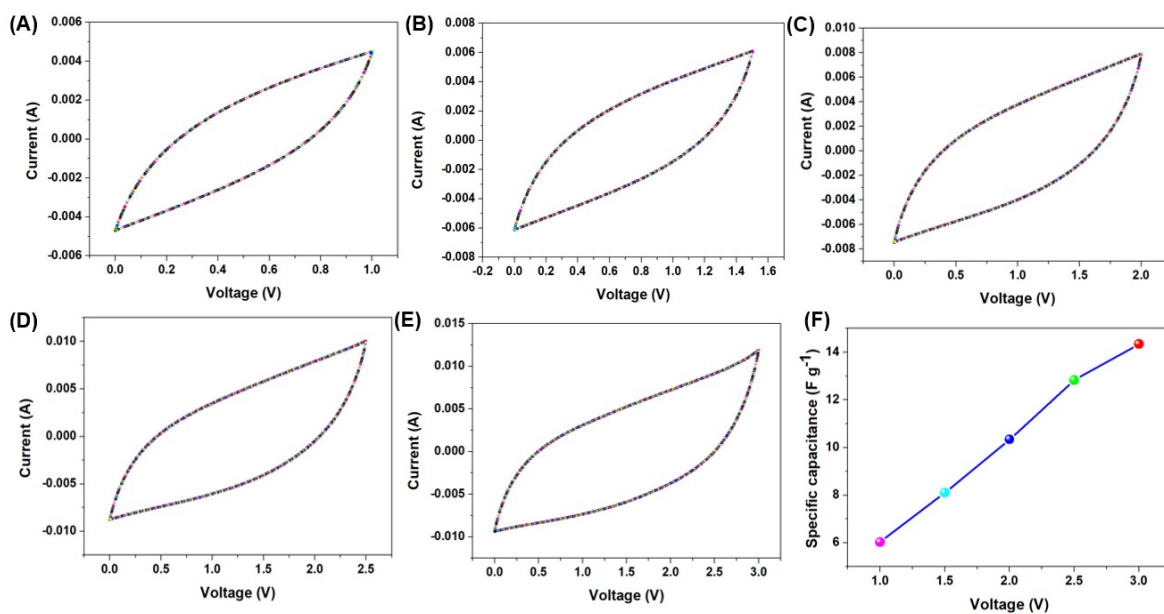 (A)
0.006
0.004
0.002
0.000
-0.002
-0.004
-0.006
Current (A)
0.0 0.2 0.4 0.6 0.8 1.0
Voltage (V)
(B)
0.008
0.006
0.004
0.002
0.000
-0.002
-0.004
-0.006
-0.008
Current (A)
-0.2 0.0 0.2 0.4 0.6 0.8 1.0 1.2 1.4 1.6
Voltage (V)
(C)
0.010
0.008
0.006
0.004
0.002
0.000
-0.002
-0.004
-0.006
-0.008
Current (A)
0.0 0.5 1.0 1.5 2.0
Voltage (V)
(D)
0.010
0.005
0.000
-0.005
-0.010
Current (A)
0.0 0.5 1.0 1.5 2.0 2.5
Voltage (V)
(E)
0.015
0.010
0.005
0.000
-0.005
-0.010
Current (A)
0.0 0.5 1.0 1.5 2.0 2.5 3.0
Voltage (V)
(F)
14
12
10
8
6
Specific capacitance (F g⁻¹)
1.0 1.5 2.0 2.5 3.0
Voltage (V)